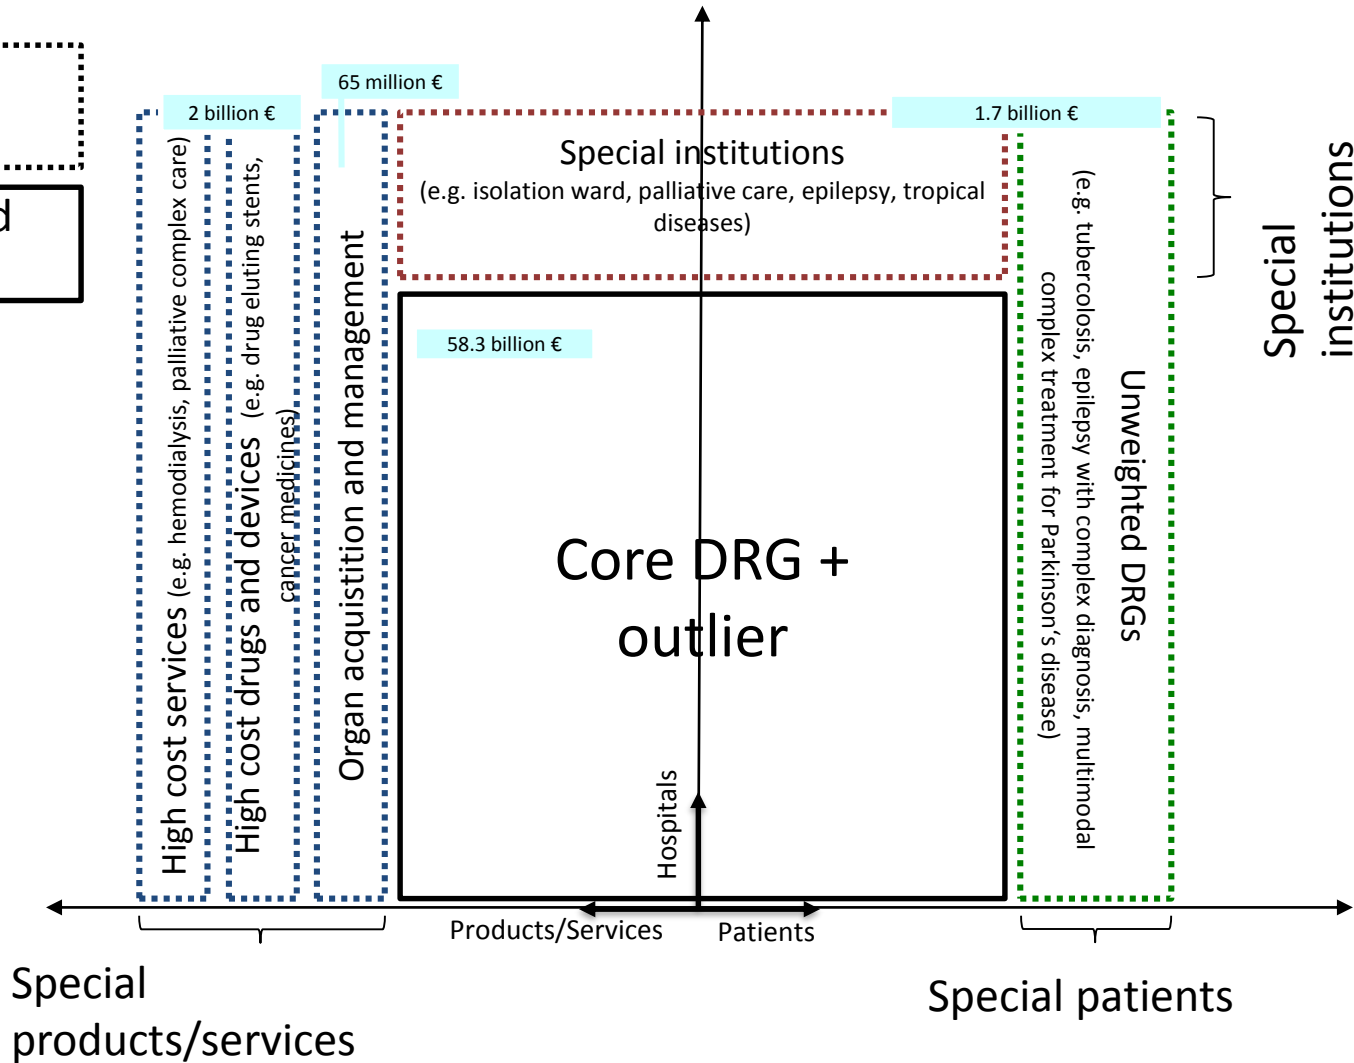 d
65 million €
2 billion €
1.7 billion €
Special institutions
(e.g. isolation ward, palliative care, epilepsy, tropical
diseases)
58.3 billion €
Core DRG +
outlier
High cost services (e.g. hemodialysis, palliative complex care)
High cost drugs and devices (e.g. drug eluting stents,
cancer medicines)
Organ acquistition and management
Unweighted DRGs
(e.g. tubercolosis, epilepsy with complex diagnosis, multimodal
complex treatment for Parkinson‘s disease)
Special
institutions
Hospitals
Products/Services
Patients
Special
products/services
Special patients